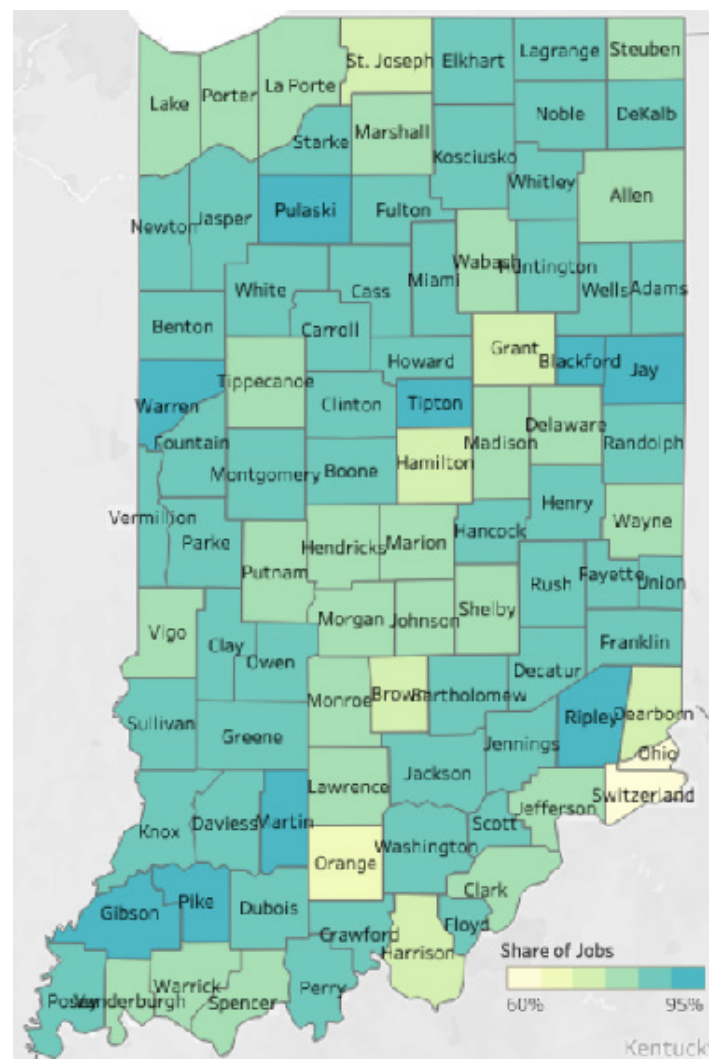 St. Joseph
Elkhart
Lagrange
Steuben
Lake
Porter
La Porte
Noble
DeKalb
Starke
Marshall
Kosciusko
Whitley
Allen
Newton
Jasper
Pulaski
Fulton
Wabash
Huntington
White
Cass
Miami
Wells
Adams
Benton
Carroll
Howard
Grant
Blackford
Jay
Warren
Tippecanoe
Clinton
Tipton
Delaware
Fountain
Montgomery
Boone
Hamilton
Madison
Randolph
Vermillion
Parke
Hendricks
Marion
Hancock
Henry
Wayne
Putnam
Rush
Fayette
Union
Vigo
Clay
Owen
Morgan
Johnson
Shelby
Franklin
Decatur
Sullivan
Greene
Monroe
Brown
Bartholomew
Ripley
Dearborn
Jennings
Ohio
Lawrence
Jackson
Jefferson
Switzerland
Knox
Daviess
Martin
Orange
Washington
Scott
Clark
Gibson
Pike
Dubois
Crawford
Harrison
Floyd
Posey
Vanderburgh
Warrick
Spencer
Perry
Share of Jobs
60% 95%